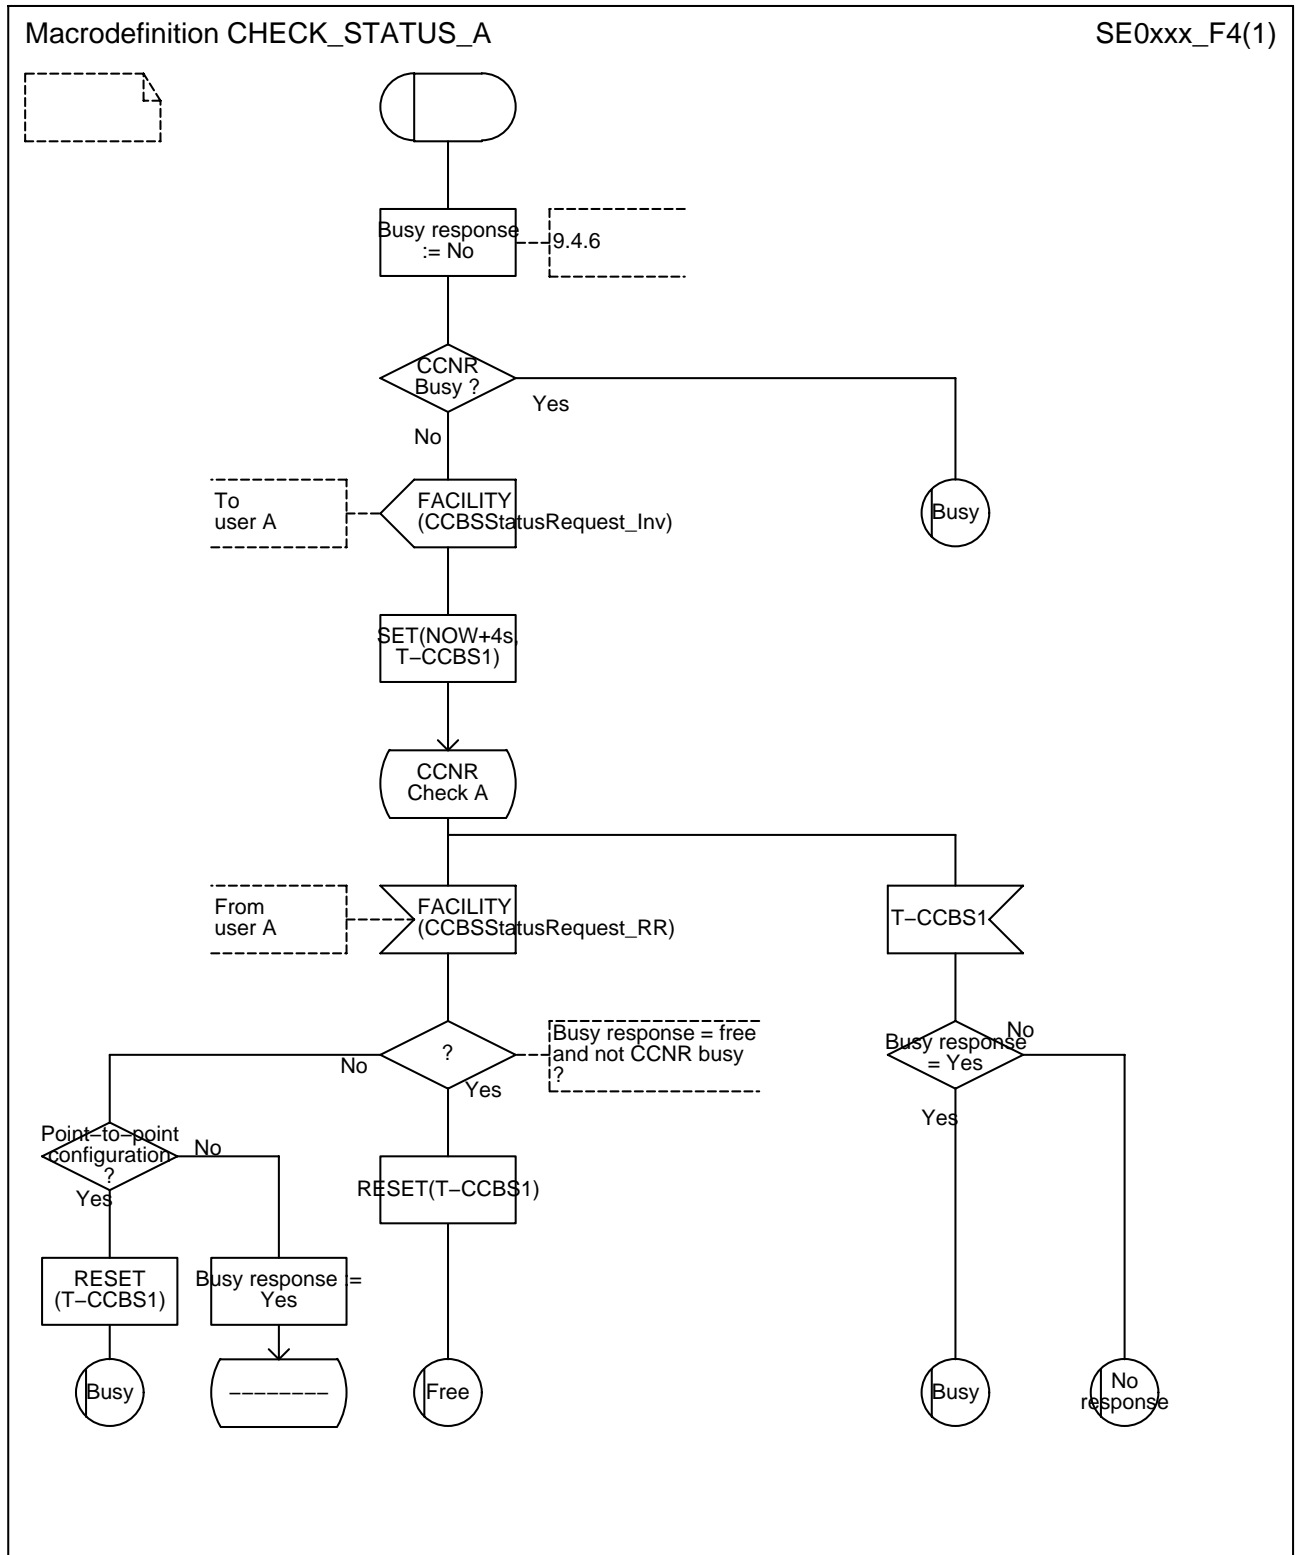 Macrodefinition CHECK_STATUS_A
SE0xxx_F4(1)
Busy response
:= No
9.4.6
CCNR
Busy ?
Yes
No
To
user A
FACILITY
(CCBSStatusRequest_Inv)
Busy
SET(NOW+4s,
T−CCBS1)
CCNR
Check A
From
user A
FACILITY
(CCBSStatusRequest_RR)
T−CCBS1
?
No
Yes
Busy response = free
and not CCNR busy
?
Busy response
= Yes
No
Yes
Point−to−point
configuration
?
No
Yes
RESET(T−CCBS1)
RESET
(T−CCBS1)
Busy response :=
Yes
Busy
−−−−−−−−
Free
Busy
No
response